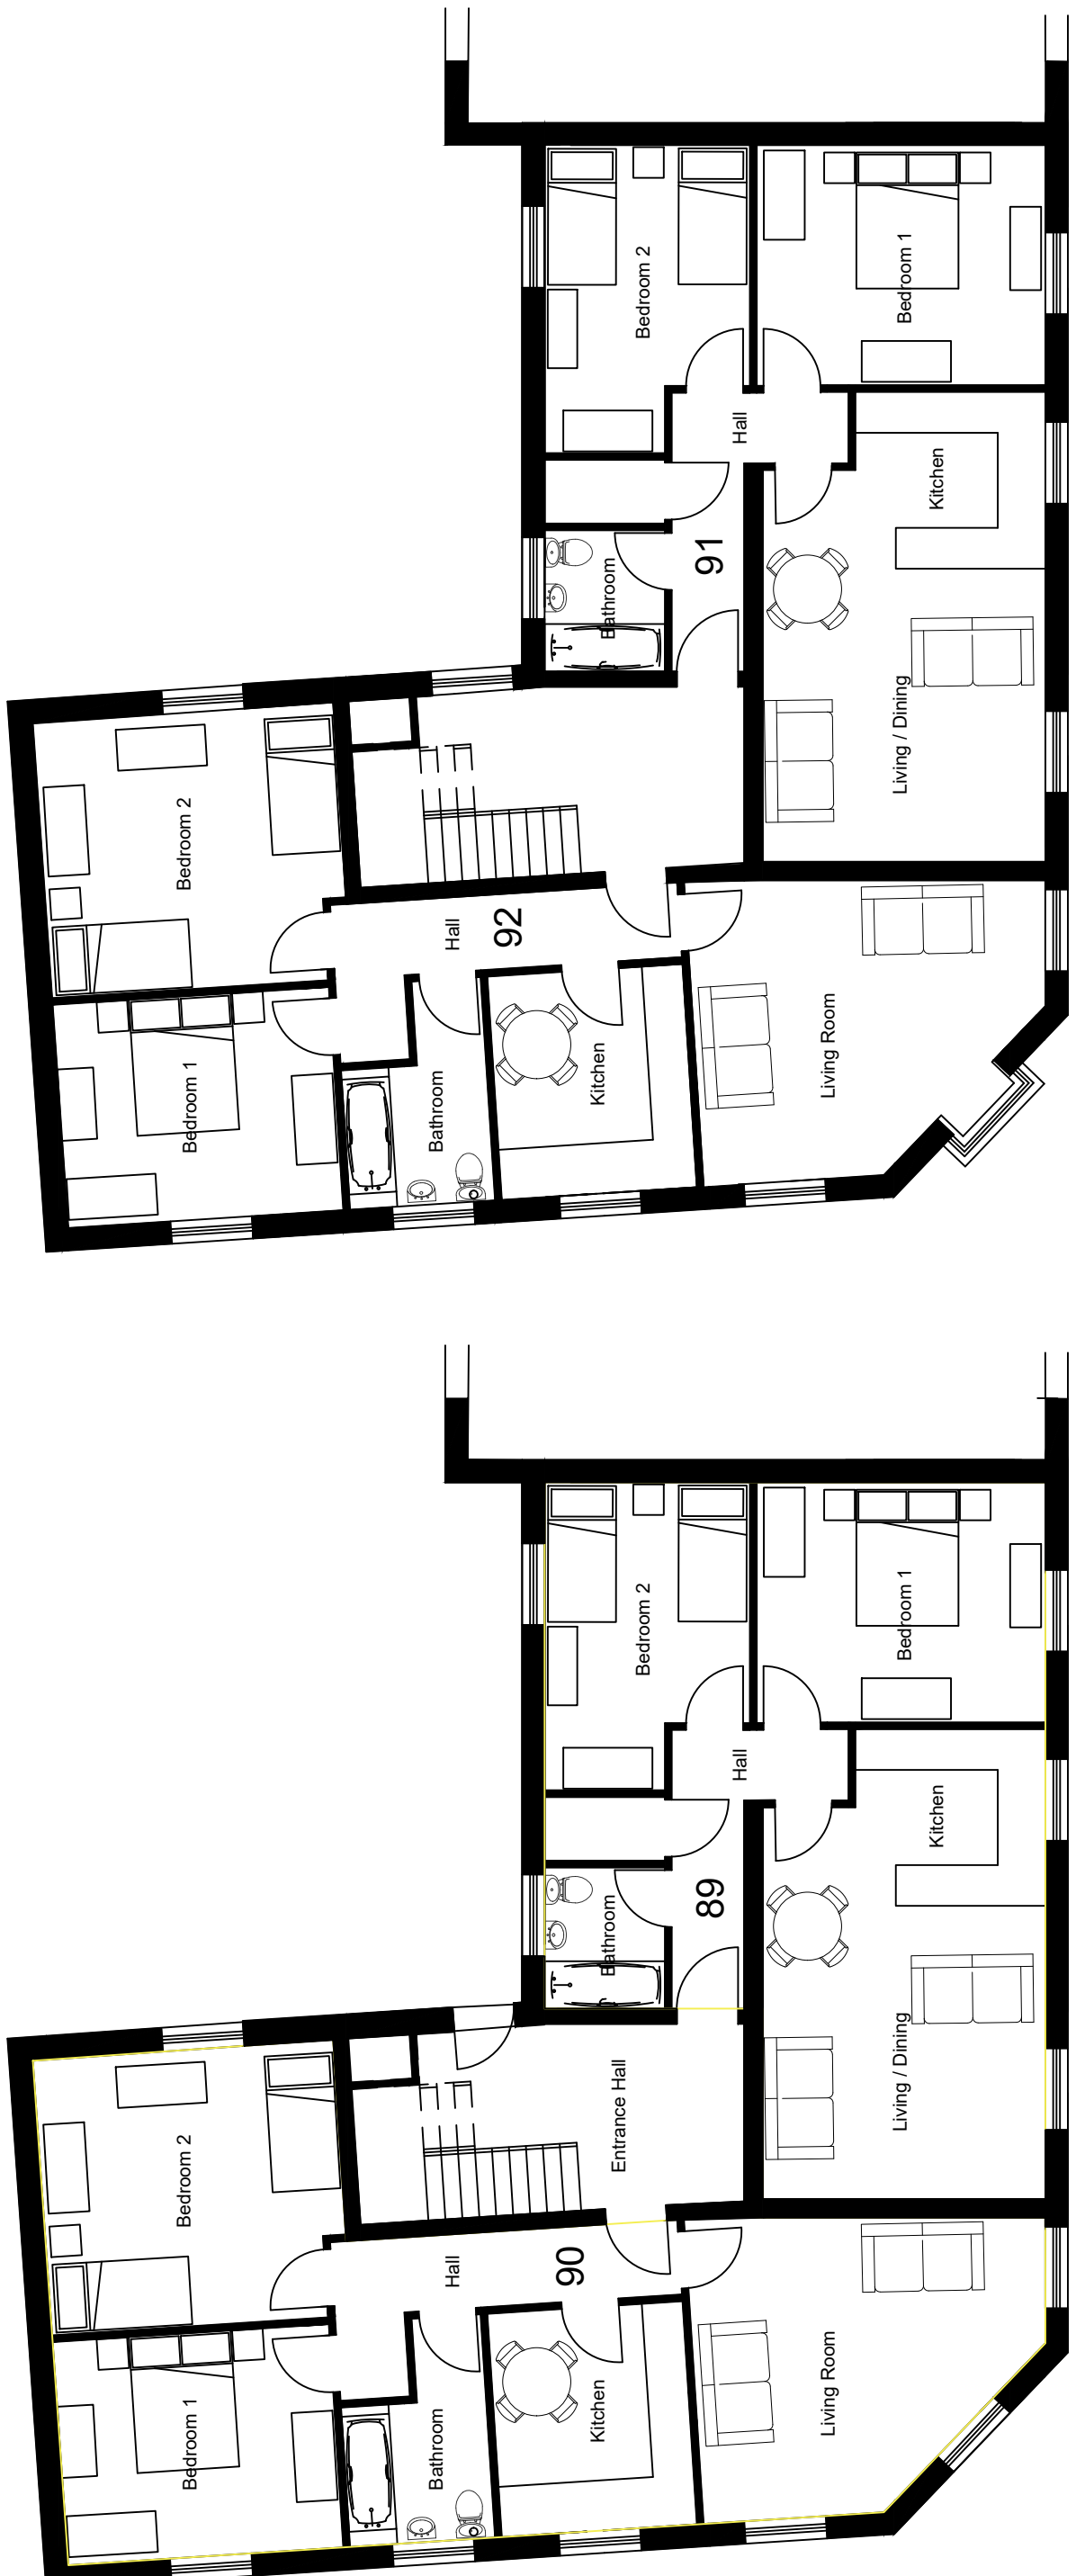 Bedroom 2
Bedroom 1
Hall
Kitchen
91
Bathroom
Living / Dining
Bedroom 2
Hall
92
Bedroom 1
Bathroom
Kitchen
Living Room
Bedroom 2
Bedroom 1
Hall
Kitchen
89
Bathroom
Living / Dining
Entrance Hall
Bedroom 2
Hall
90
Bedroom 1
Bathroom
Kitchen
Living Room